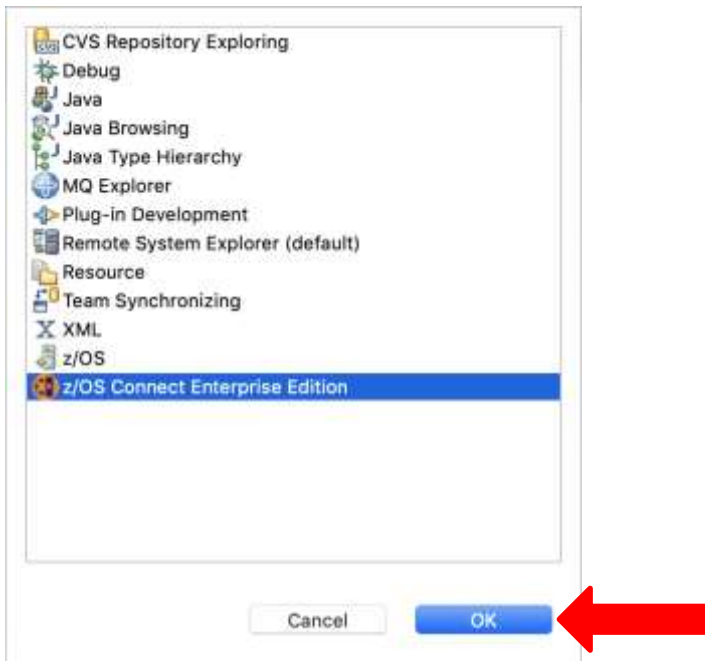 CVS Repository Exploring
Debug
Java
Java Browsing
Java Type Hierarchy
MQ Explorer
Plug-in Development
Remote System Explorer (default)
Resource
Team Synchronizing
XML
z/OS
z/OS Connect Enterprise Edition
Cancel OK